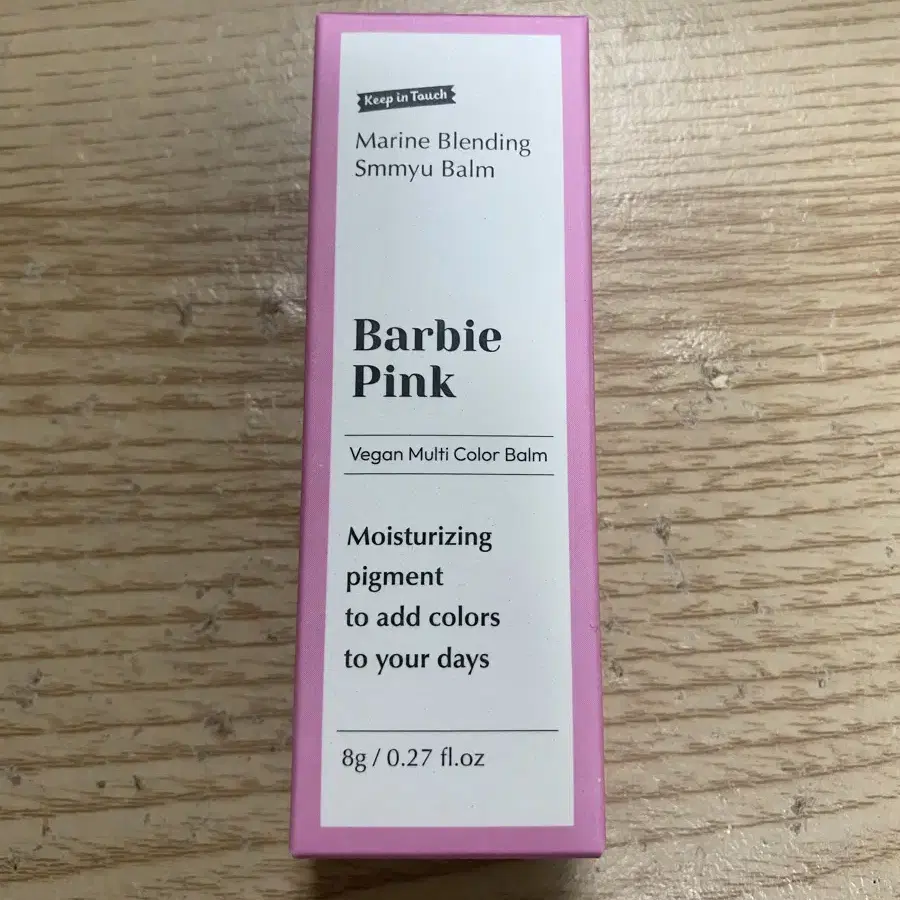 Keep in Touch
Marine Blending
Smmyu Balm
Barbie
Pink
Vegan Multi Color Balm
Moisturizing
pigment
to add colors
to your days
8g / 0.27 fl.oz